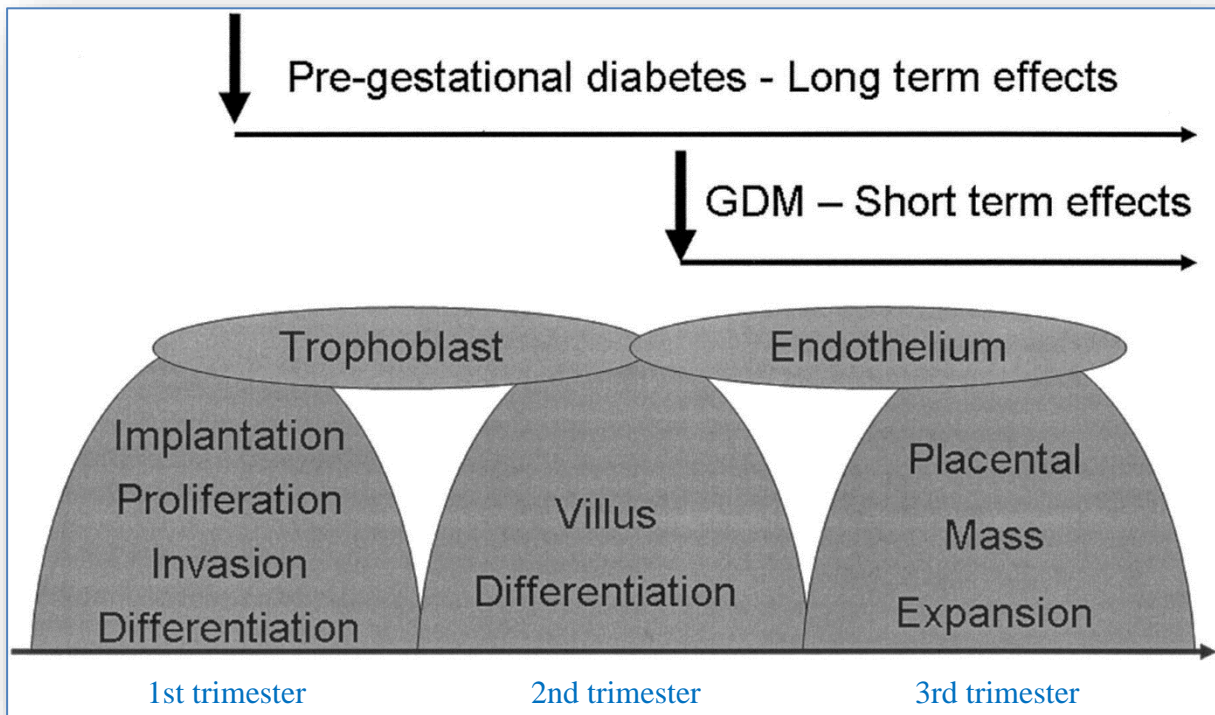 Pre-gestational diabetes - Long term effects
GDM – Short term effects
Trophoblast
Endothelium
Implantation
Proliferation
Invasion
Differentiation
Villus
Differentiation
Placental
Mass
Expansion
1st trimester
2nd trimester
3rd trimester